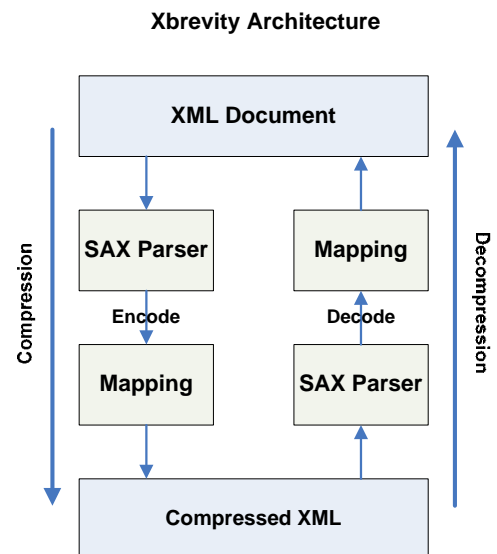 Xbrevity Architecture
XML Document
SAX Parser
Mapping
Compression
Encode
Decode
Decompression
Mapping
SAX Parser
Compressed XML